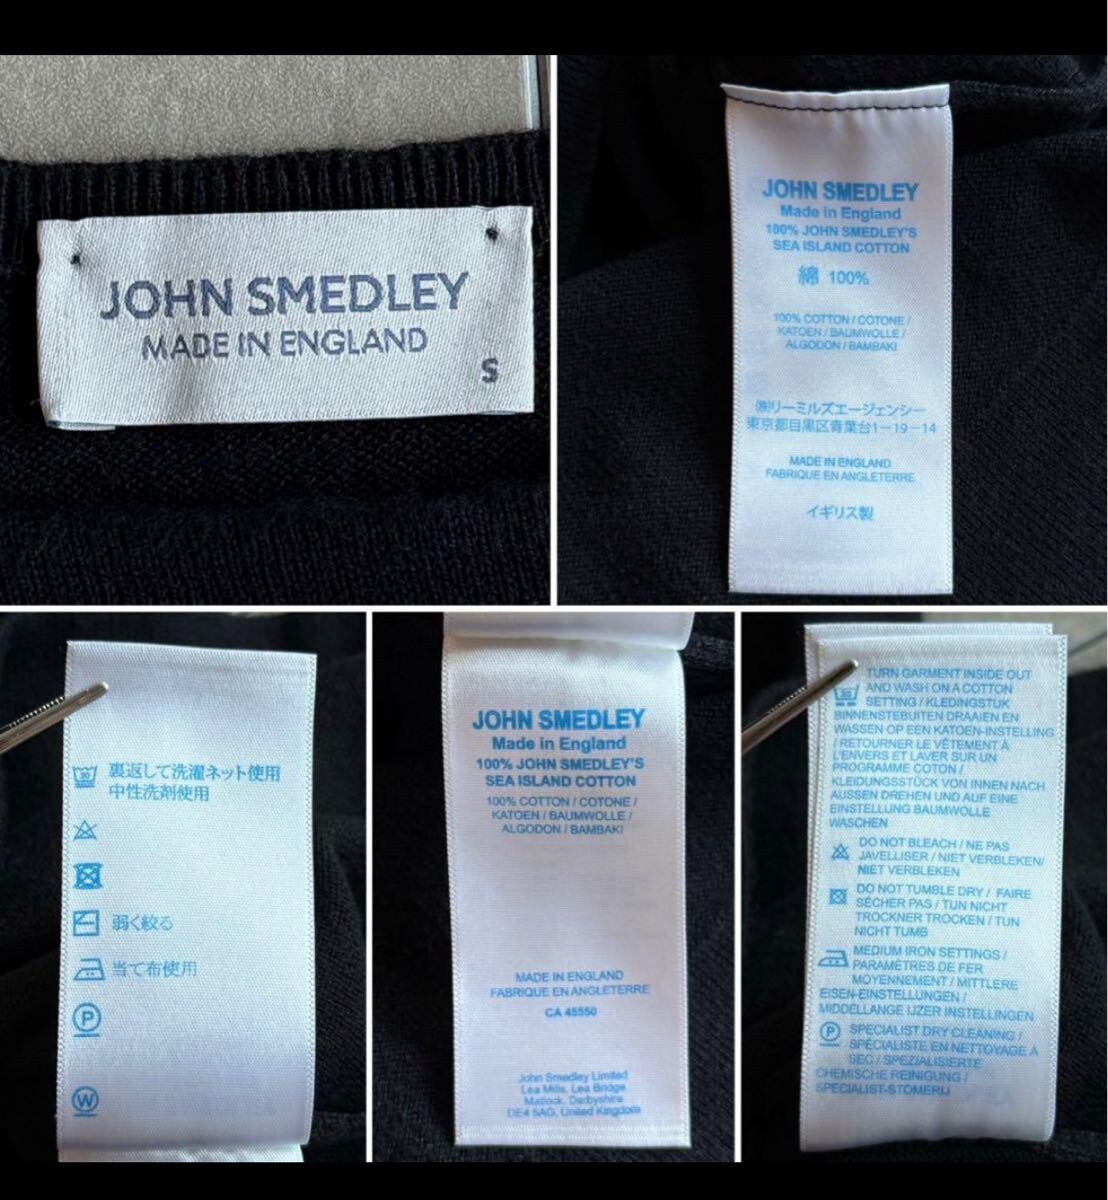 JOHN SMEDLEY
MADE IN ENGLAND
S
JOHN SMEDLEY
Made in England
100% JOHN SMEDLEY'S
SEA ISLAND COTTON
綿 100%
100% COTTON / COTONE /
KATOEN / BAUMWOLLE /
ALGODON / BAMBAKI
㈱リーミルズエージェンシー
東京都目黒区青葉台1-19-14
MADE IN ENGLAND
FABRIQUE EN ANGLETERRE
イギリス製
30 裏返して洗濯ネット使用
中性洗剤使用
弱く絞る
当て布使用
P
W
JOHN SMEDLEY
Made in England
100% JOHN SMEDLEY'S
SEA ISLAND COTTON
100% COTTON / COTONE /
KATOEN / BAUMWOLLE /
ALGODON / BAMBAKI
MADE IN ENGLAND
FABRIQUE EN ANGLETERRE
CA 45550
John Smedley Limited
Lea Mills, Lea Bridge
Matlock, Derbyshire
DE4 5AG, United Kingdom
TURN GARMENT INSIDE OUT
30 AND WASH ON A COTTON
SETTING / KLEDINGSTUK
BINNENSTEBUITEN DRAAIEN EN
WASSEN OP EEN KATOEN-INSTELLING
/ RETOURNER LE VÊTEMENT À
L'ENVERS ET LAVER SUR UN
PROGRAMME COTON /
KLEIDUNGSSTÜCK VON INNEN NACH
AUSSEN DREHEN UND AUF EINE
EINSTELLUNG BAUMWOLLE
WASCHEN
DO NOT BLEACH / NE PAS
JAVELLISER / NIET VERBLEKEN/
NIET VERBLEKEN
DO NOT TUMBLE DRY / FAIRE
SÉCHER PAS / TUN NICHT
TROCKNER TROCKEN / TUN
NICHT TUMB
MEDIUM IRON SETTINGS /
PARAMÈTRES DE FER
MOYENNEMENT / MITTLERE
EISEN-EINSTELLUNGEN /
MIDDELLANGE IJZER INSTELLINGEN
P SPECIALIST DRY CLEANING /
SPÉCIALISTE EN NETTOYAGE À
SEC / SPEZIALISIERTE
CHEMISCHE REINIGUNG /
SPECIALIST-STOMERIJ